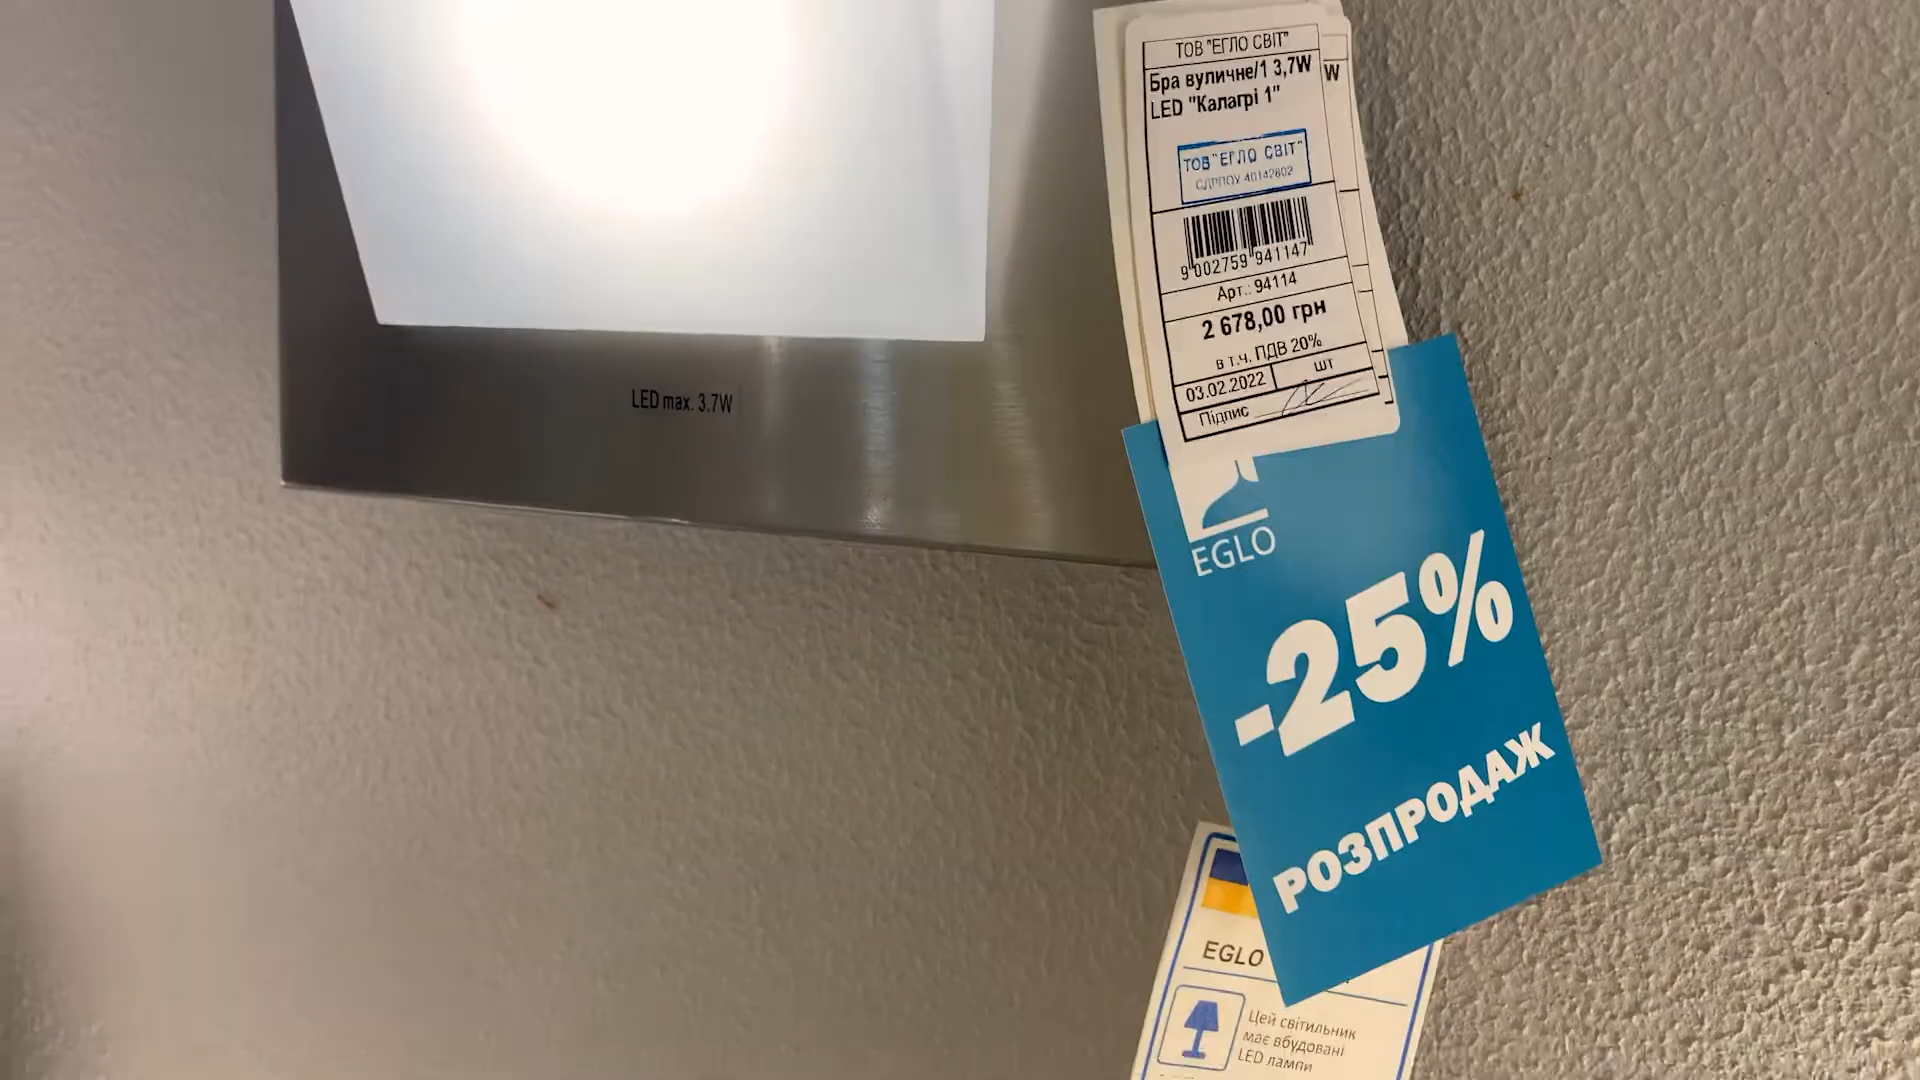 LED max. 3.7W
ТОВ "ЕГЛО СВІТ"
Бра вуличне/1 3,7W
LED "Калагрі 1"
W
ТОВ "ЕГЛО СВІТ"
ЄДРПОУ 40142802
9 002759 941147
Арт.: 94114
2 678,00 грн
в т.ч. ПДВ 20%
03.02.2022 шт
Підпис
EGLO
-25%
РОЗПРОДАЖ
EGLO
Цей світильник
має вбудовані
LED лампи